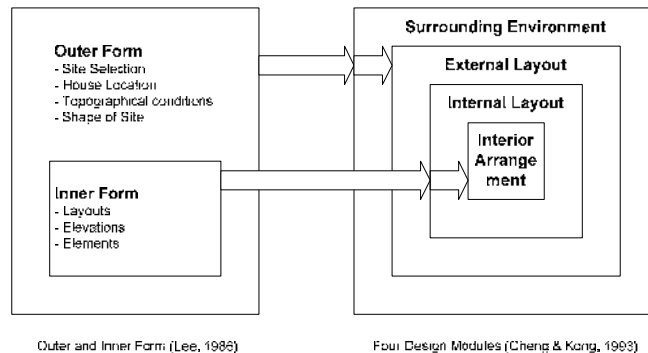 Outer Form
- Site Selection
- House Location
- Topographical conditions
- Shape of Site
Inner Form
- Layouts
- Elevations
- Elements
Surrounding Environment
External Layout
Internal Layout
Interior
Arrange
ment
Outer and Inner Form (Lee, 1986)
Four Design Modules (Cheng & Kong, 1993)